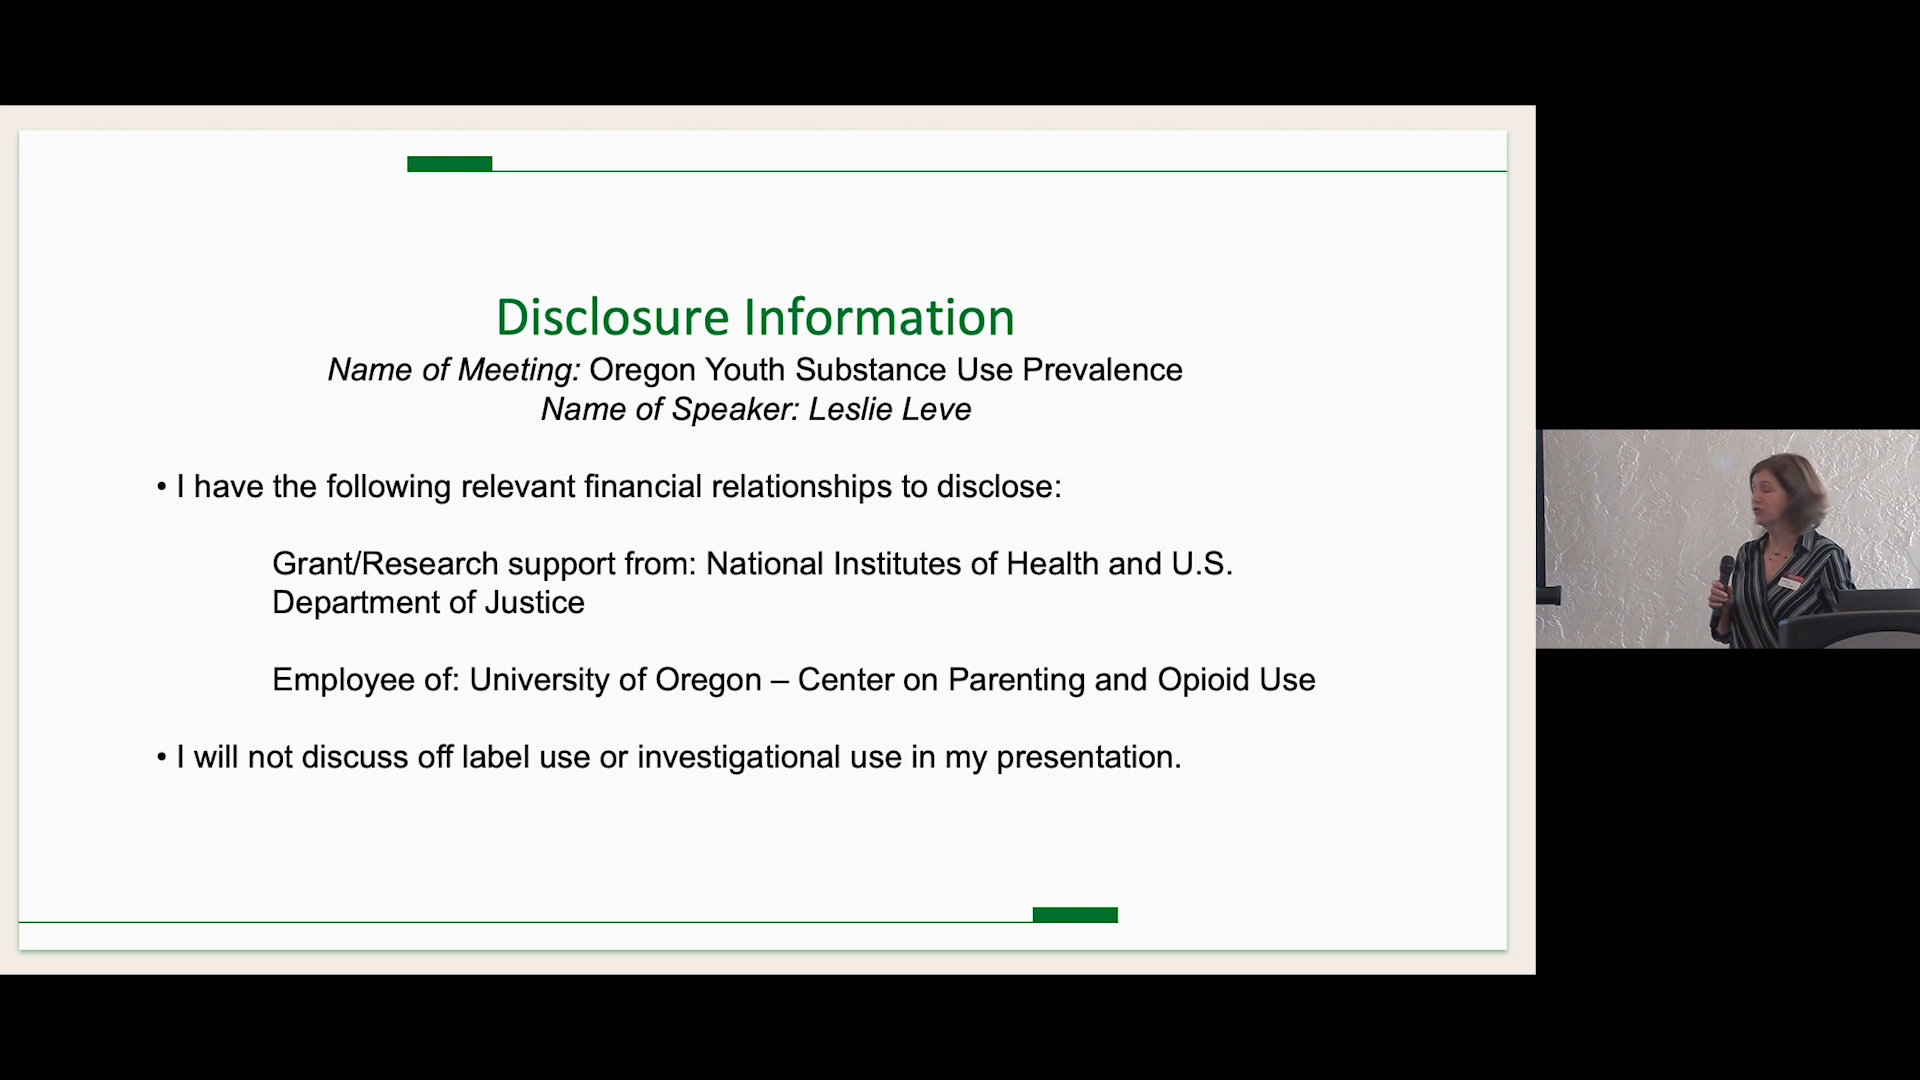 Disclosure Information
Name of Meeting: Oregon Youth Substance Use Prevalence
Name of Speaker: Leslie Leve
• I have the following relevant financial relationships to disclose:
Grant/Research support from: National Institutes of Health and U.S.
Department of Justice
Employee of: University of Oregon – Center on Parenting and Opioid Use
• I will not discuss off label use or investigational use in my presentation.